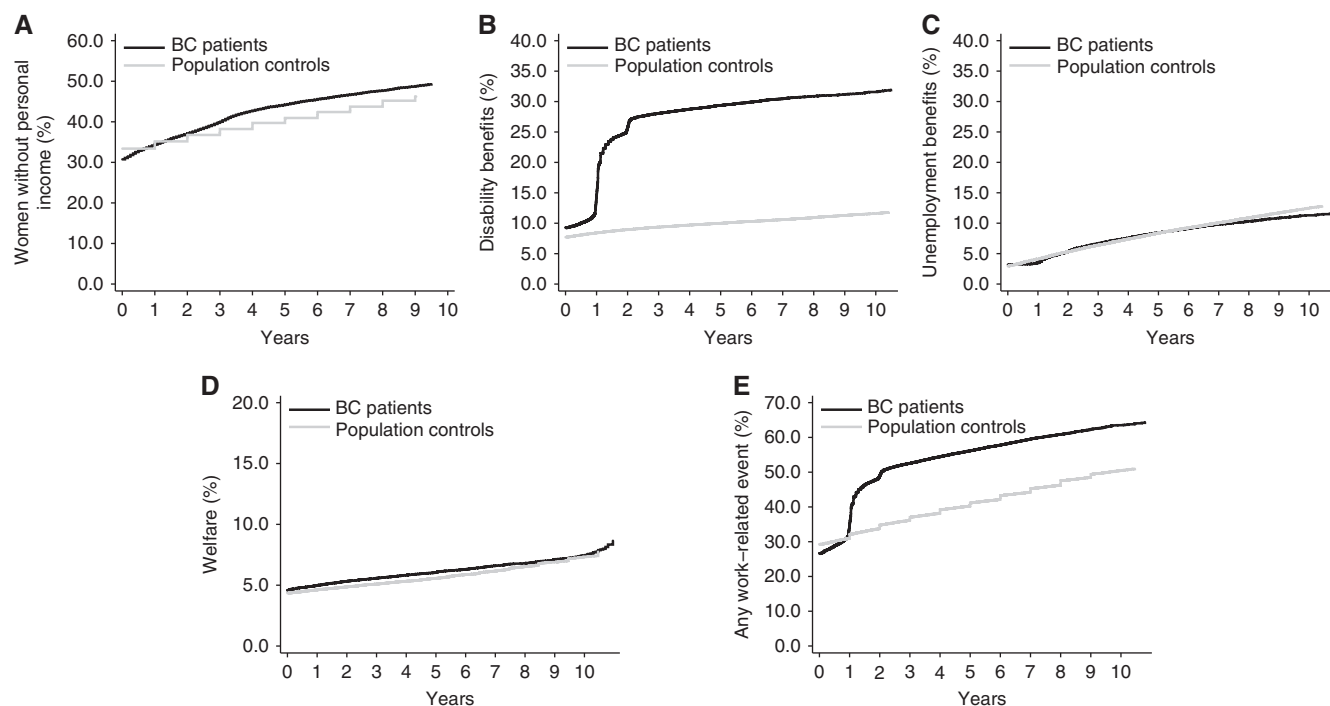 A
60.0
50.0
40.0
30.0
20.0
10.0
0.0
Women without personal
income (%)
BC patients
Population controls
0 1 2 3 4 5 6 7 8 9 10
Years
B
40.0
35.0
30.0
25.0
20.0
15.0
10.0
5.0
0.0
Disability benefits (%)
BC patients
Population controls
0 1 2 3 4 5 6 7 8 9 10
Years
C
40.0
35.0
30.0
25.0
20.0
15.0
10.0
5.0
0.0
Unemployment benefits (%)
BC patients
Population controls
0 1 2 3 4 5 6 7 8 9 10
Years
D
20.0
15.0
10.0
5.0
0.0
Welfare (%)
BC patients
Population controls
0 1 2 3 4 5 6 7 8 9 10
Years
E
70.0
60.0
50.0
40.0
30.0
20.0
10.0
0.0
Any work–related event (%)
BC patients
Population controls
0 1 2 3 4 5 6 7 8 9 10
Years